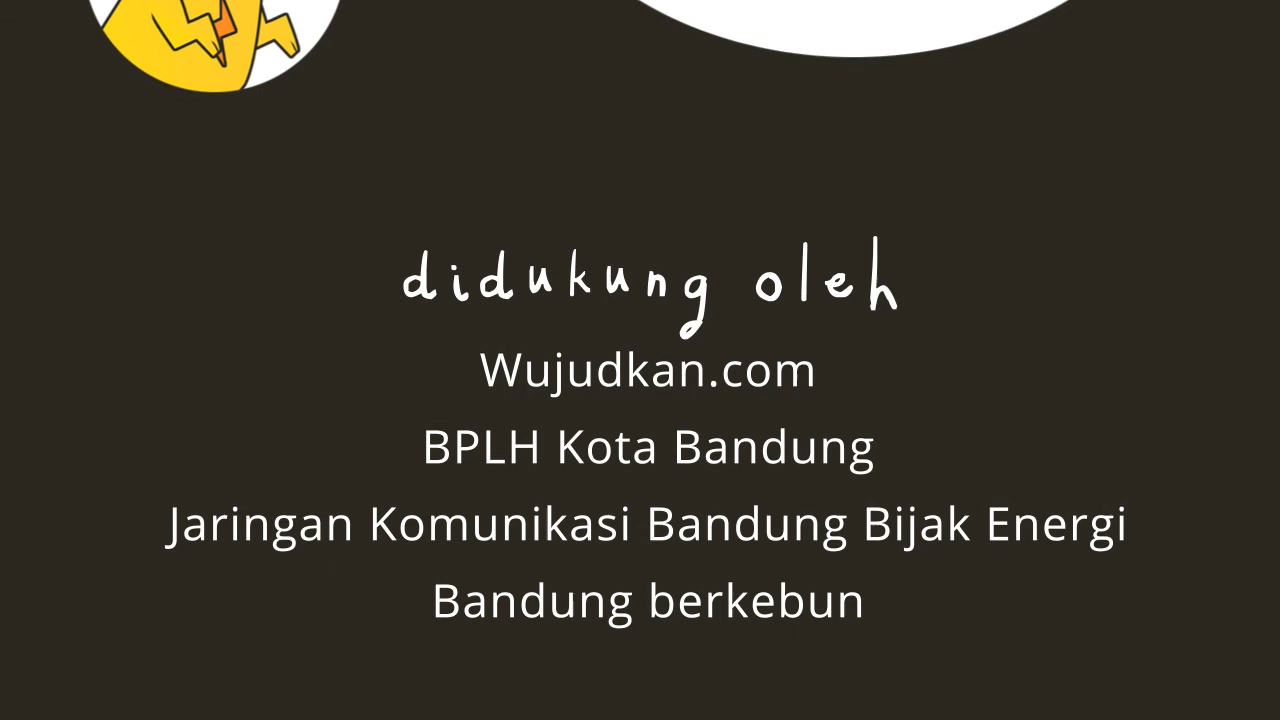 didukung oleh
Wujudkan.com
BPLH Kota Bandung
Jaringan Komunikasi Bandung Bijak Energi
Bandung berkebun